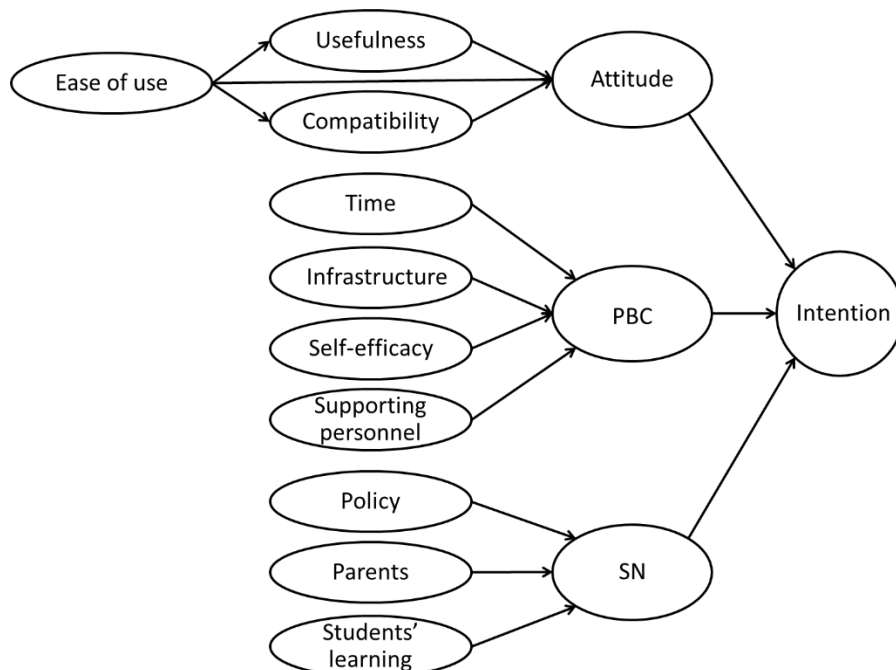 Usefulness
Ease of use
Attitude
Compatibility
Time
Infrastructure
PBC
Intention
Self-efficacy
Supporting
personnel
Policy
Parents
SN
Students’
learning